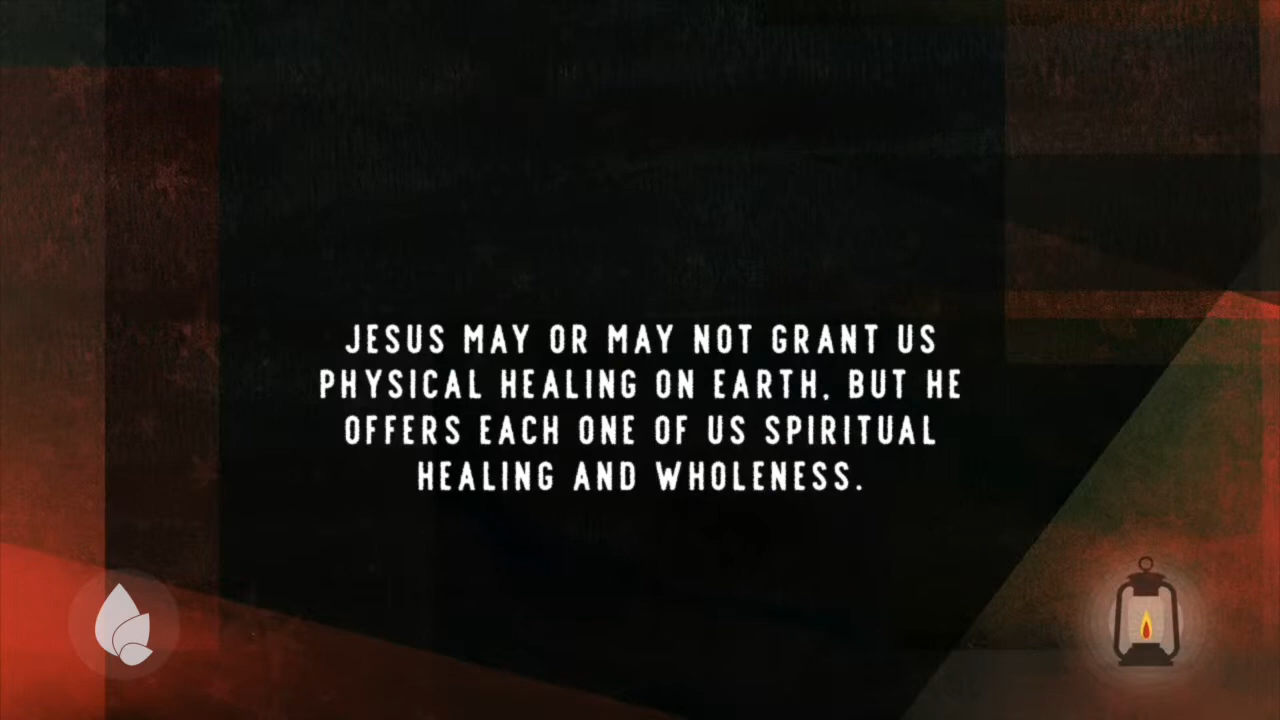 JESUS MAY OR MAY NOT GRANT US
PHYSICAL HEALING ON EARTH, BUT HE
OFFERS EACH ONE OF US SPIRITUAL
HEALING AND WHOLENESS.